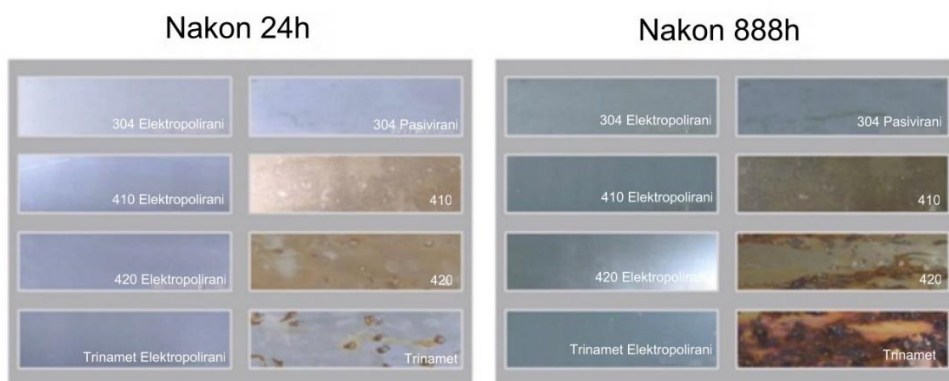 Nakon 24h
304 Elektropolirani
304 Pasivirani
410 Elektropolirani
410
420 Elektropolirani
420
Trinamet Elektropolirani
Trinamet
Nakon 888h
304 Elektropolirani
304 Pasivirani
410 Elektropolirani
410
420 Elektropolirani
420
Trinamet Elektropolirani
Trinamet